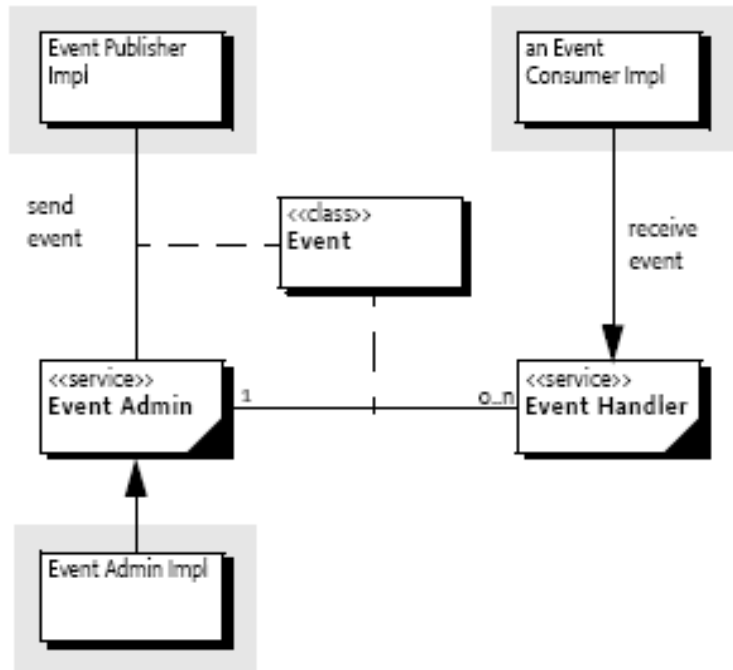 Event Publisher
Impl
an Event
Consumer Impl
send
event
<<class>>
Event
receive
event
<<service>>
Event Admin
1
0..n
<<service>>
Event Handler
Event Admin Impl